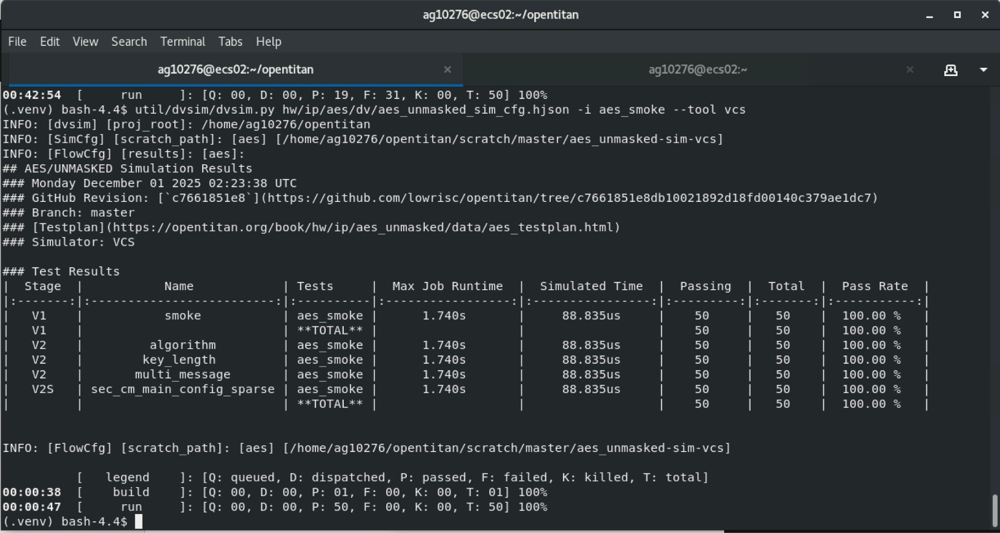 ag10276@ecs02:~/opentitan
File Edit View Search Terminal Tabs Help
ag10276@ecs02:~/opentitan × ag10276@ecs02:~ ×
00:42:54  [     run     ]: [Q: 00, D: 00, P: 19, F: 31, K: 00, T: 50] 100%
(.venv) bash-4.4$ util/dvsim/dvsim.py hw/ip/aes/dv/aes_unmasked_sim_cfg.hjson -i aes_smoke --tool vcs
INFO: [dvsim] [proj_root]: /home/ag10276/opentitan
INFO: [SimCfg] [scratch_path]: [aes] [/home/ag10276/opentitan/scratch/master/aes_unmasked-sim-vcs]
INFO: [FlowCfg] [results]: [aes]:
## AES/UNMASKED Simulation Results
### Monday December 01 2025 02:23:38 UTC
### GitHub Revision: [`c7661851e8`](https://github.com/lowrisc/opentitan/tree/c7661851e8db10021892d18fd00140c379ae1dc7)
### Branch: master
### [Testplan](https://opentitan.org/book/hw/ip/aes_unmasked/data/aes_testplan.html)
### Simulator: VCS
### Test Results
|  Stage  |           Name            | Tests     |  Max Job Runtime  |  Simulated Time  |  Passing  |  Total  |  Pass Rate  |
|:-------:|:-------------------------:|:----------|:-----------------:|:----------------:|:---------:|:-------:|:-----------:|
|   V1    |           smoke           | aes_smoke |      1.740s       |     88.835us     |    50     |   50    |  100.00 %   |
|   V1    |                           | **TOTAL** |                   |                  |    50     |   50    |  100.00 %   |
|   V2    |         algorithm         | aes_smoke |      1.740s       |     88.835us     |    50     |   50    |  100.00 %   |
|   V2    |        key_length         | aes_smoke |      1.740s       |     88.835us     |    50     |   50    |  100.00 %   |
|   V2    |       multi_message       | aes_smoke |      1.740s       |     88.835us     |    50     |   50    |  100.00 %   |
|   V2S   | sec_cm_main_config_sparse | aes_smoke |      1.740s       |     88.835us     |    50     |   50    |  100.00 %   |
|         |                           | **TOTAL** |                   |                  |    50     |   50    |  100.00 %   |
INFO: [FlowCfg] [scratch_path]: [aes] [/home/ag10276/opentitan/scratch/master/aes_unmasked-sim-vcs]
[   legend    ]: [Q: queued, D: dispatched, P: passed, F: failed, K: killed, T: total]
00:00:38  [    build    ]: [Q: 00, D: 00, P: 01, F: 00, K: 00, T: 01] 100%
00:00:47  [     run     ]: [Q: 00, D: 00, P: 50, F: 00, K: 00, T: 50] 100%
(.venv) bash-4.4$